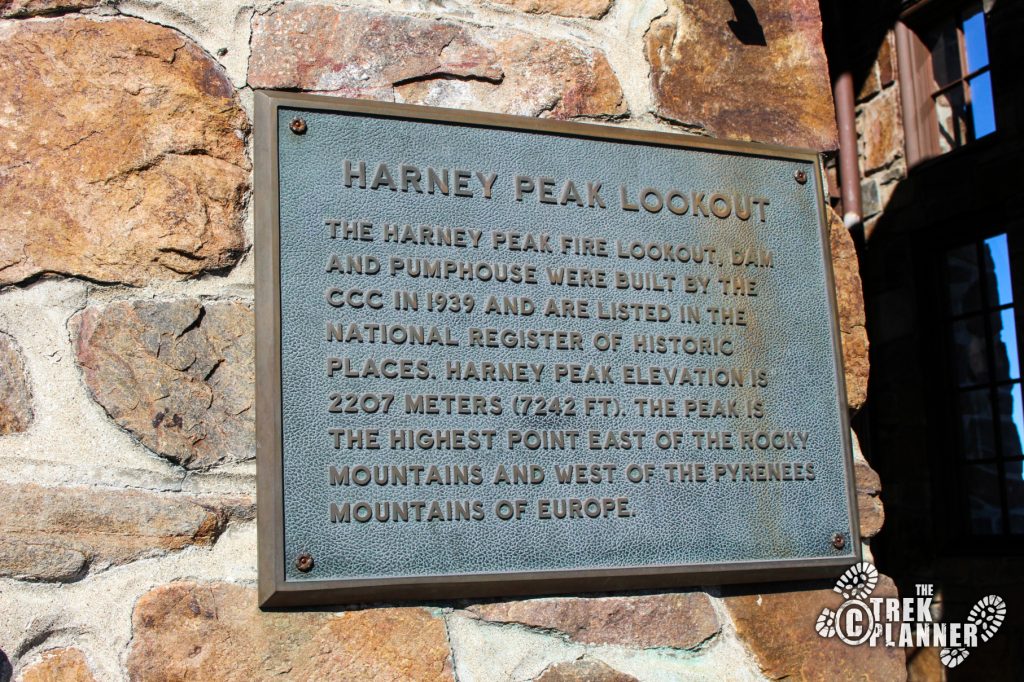 HARNEY PEAK LOOKOUT
THE HARNEY PEAK FIRE LOOKOUT, DAM
AND PUMPHOUSE WERE BUILT BY THE
CCC IN 1939 AND ARE LISTED IN THE
NATIONAL REGISTER OF HISTORIC
PLACES. HARNEY PEAK ELEVATION IS
2207 METERS (7242 FT). THE PEAK IS
THE HIGHEST POINT EAST OF THE ROCKY
MOUNTAINS AND WEST OF THE PYRENEES
MOUNTAINS OF EUROPE.
© THE
TREK
PLANNER